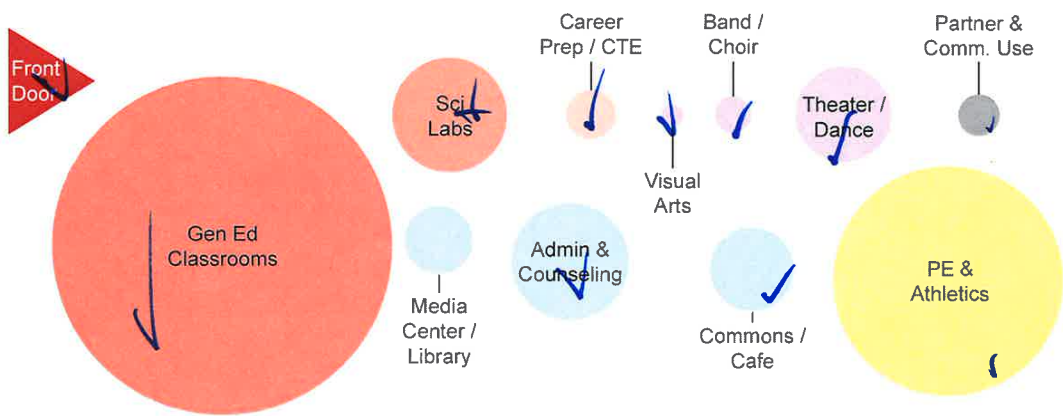 Front
Door
Gen Ed
Classrooms
Sci
Labs
Career
Prep / CTE
Visual
Arts
Band /
Choir
Theater /
Dance
Partner &
Comm. Use
Media
Center /
Library
Admin &
Counseling
Commons /
Cafe
PE &
Athletics